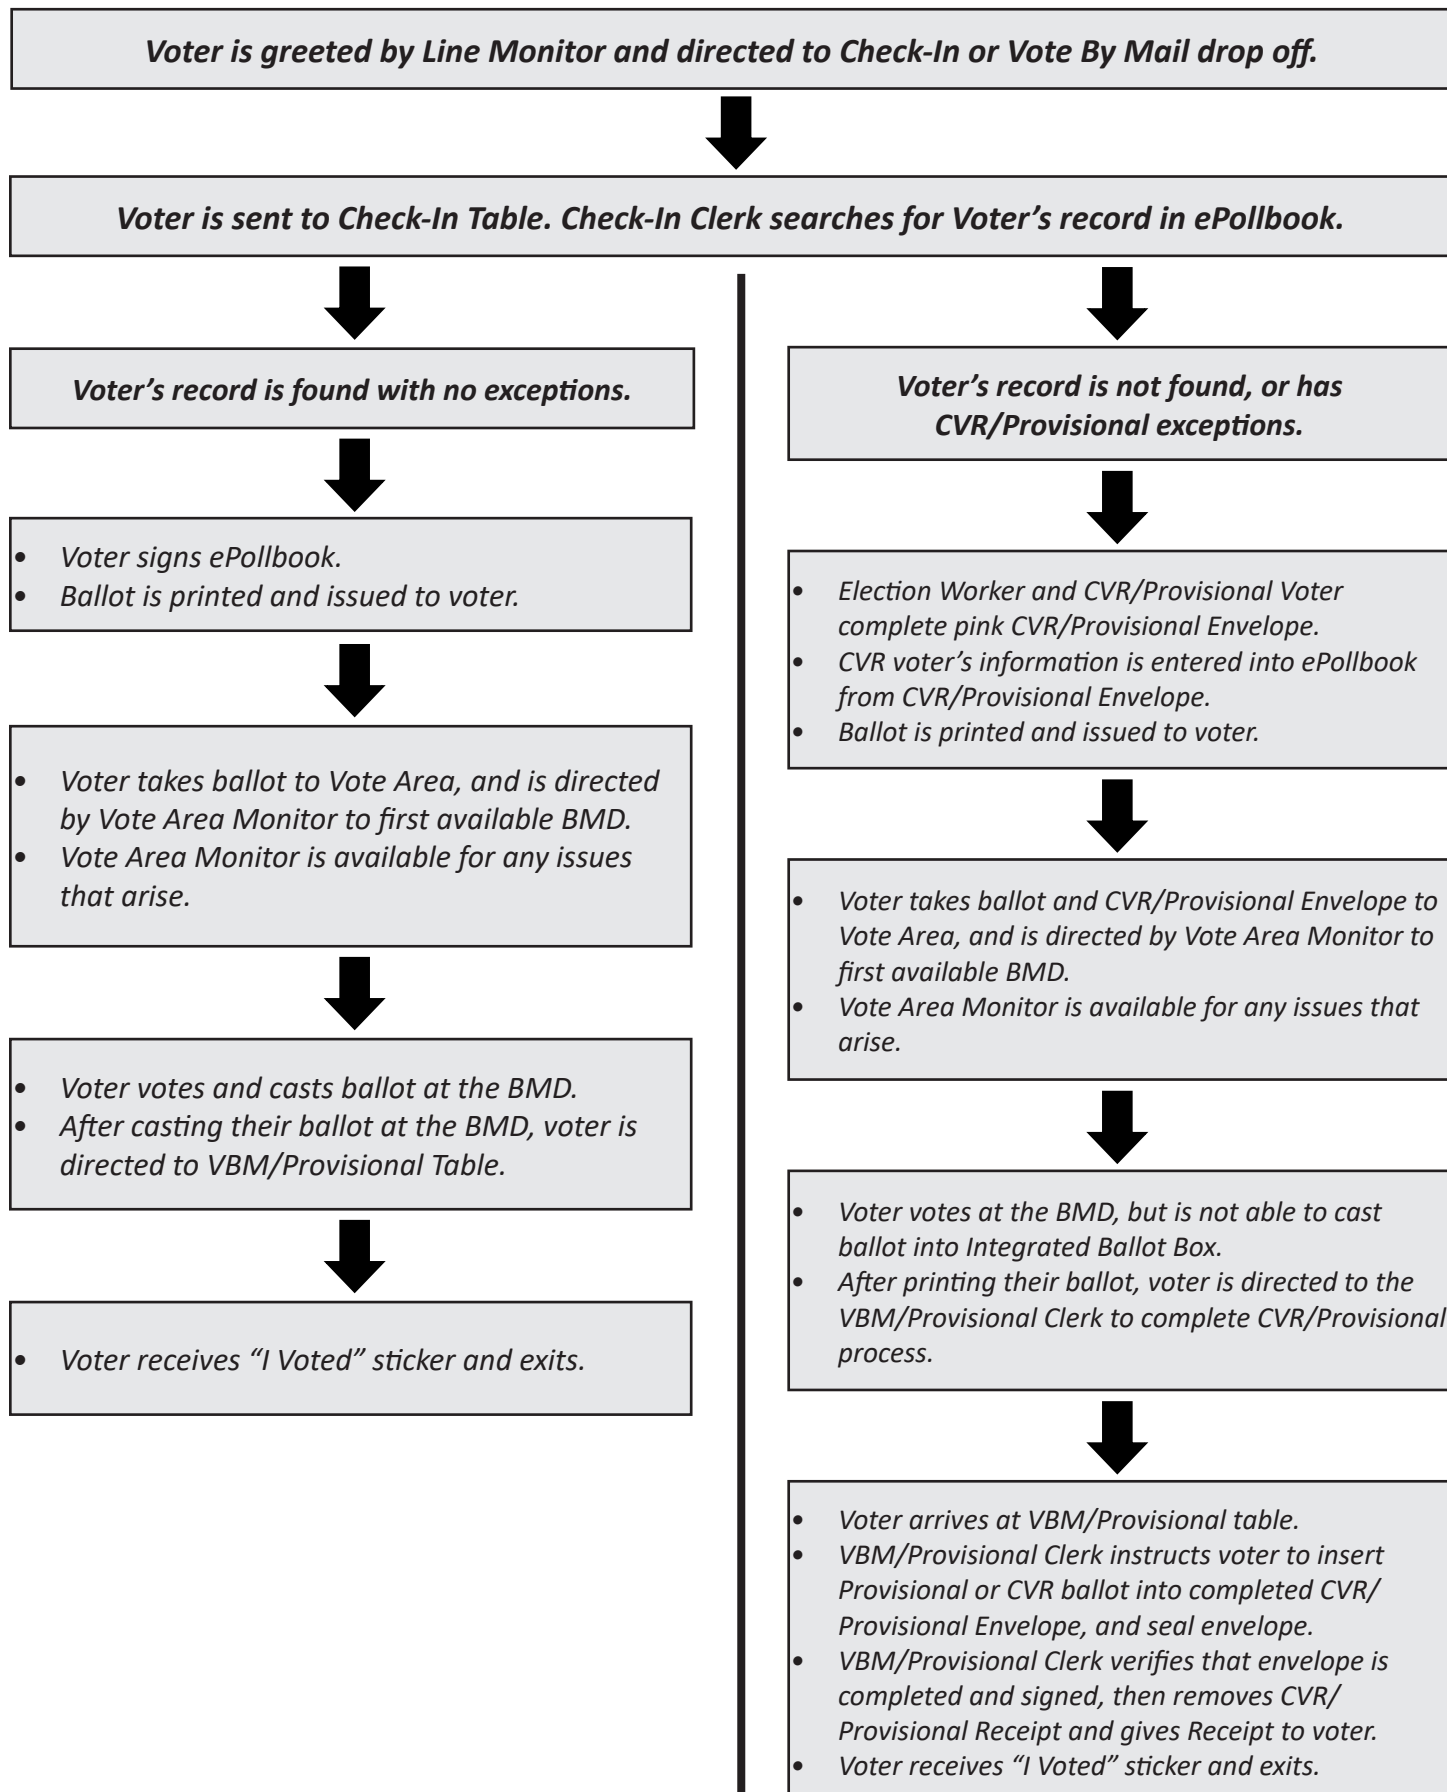 Voter is greeted by Line Monitor and directed to Check-In or Vote By Mail drop off.
Voter is sent to Check-In Table. Check-In Clerk searches for Voter’s record in ePollbook.
Voter’s record is found with no exceptions.
• Voter signs ePollbook.
• Ballot is printed and issued to voter.
• Voter takes ballot to Vote Area, and is directed
by Vote Area Monitor to first available BMD.
• Vote Area Monitor is available for any issues
that arise.
• Voter votes and casts ballot at the BMD.
• After casting their ballot at the BMD, voter is
directed to VBM/Provisional Table.
• Voter receives “I Voted” sticker and exits.
Voter’s record is not found, or has
CVR/Provisional exceptions.
• Election Worker and CVR/Provisional Voter
complete pink CVR/Provisional Envelope.
• CVR voter’s information is entered into ePollbook
from CVR/Provisional Envelope.
• Ballot is printed and issued to voter.
• Voter takes ballot and CVR/Provisional Envelope to
Vote Area, and is directed by Vote Area Monitor to
first available BMD.
• Vote Area Monitor is available for any issues that
arise.
• Voter votes at the BMD, but is not able to cast
ballot into Integrated Ballot Box.
• After printing their ballot, voter is directed to the
VBM/Provisional Clerk to complete CVR/Provisional
process.
• Voter arrives at VBM/Provisional table.
• VBM/Provisional Clerk instructs voter to insert
Provisional or CVR ballot into completed CVR/
Provisional Envelope, and seal envelope.
• VBM/Provisional Clerk verifies that envelope is
completed and signed, then removes CVR/
Provisional Receipt and gives Receipt to voter.
• Voter receives “I Voted” sticker and exits.